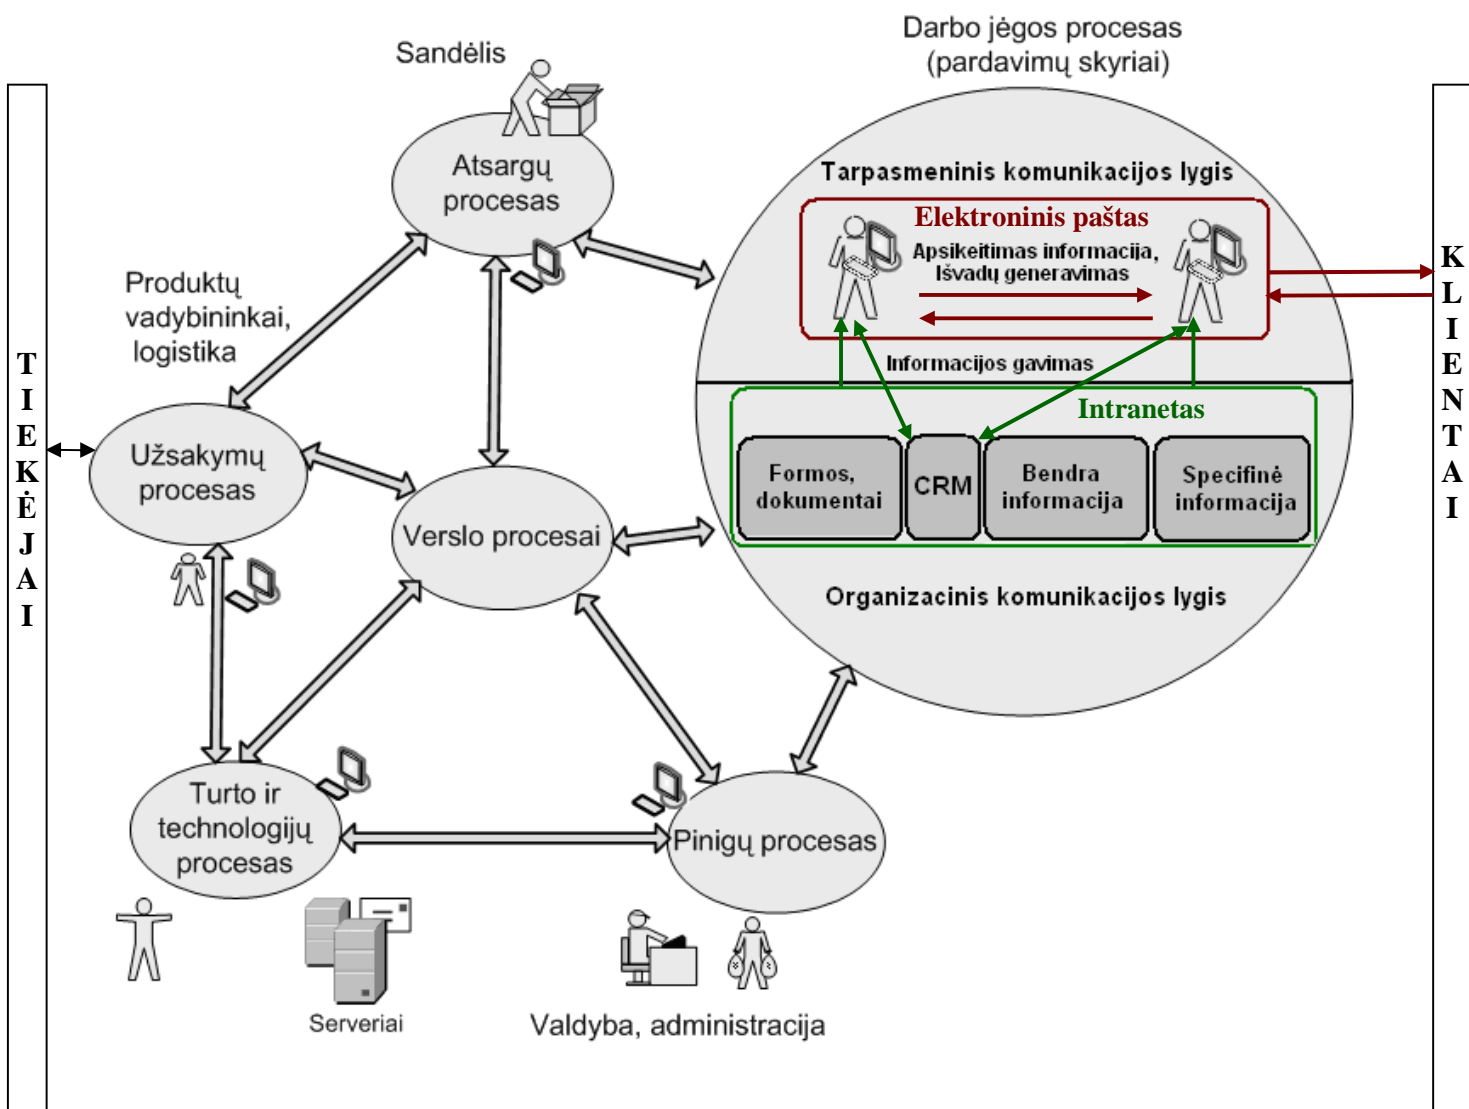 Darbo jėgos procesas
(pardavimų skyriai)
Sandėlis
Atsargų
procesas
Tarpasmeninis komunikacijos lygis
Elektroninis paštas
Apsikeitimas informacija,
Išvadų generavimas
Informacijos gavimas
Intranetas
Formos,
dokumentai
CRM
Bendra
informacija
Specifinė
informacija
Organizacinis komunikacijos lygis
Produktų
vadybininkai,
logistika
T
I
E
K
Ė
J
A
I
K
L
I
E
N
T
A
I
Užsakymų
procesas
Verslo procesai
Turto ir
technologijų
procesas
Pinigų procesas
Serveriai
Valdyba, administracija